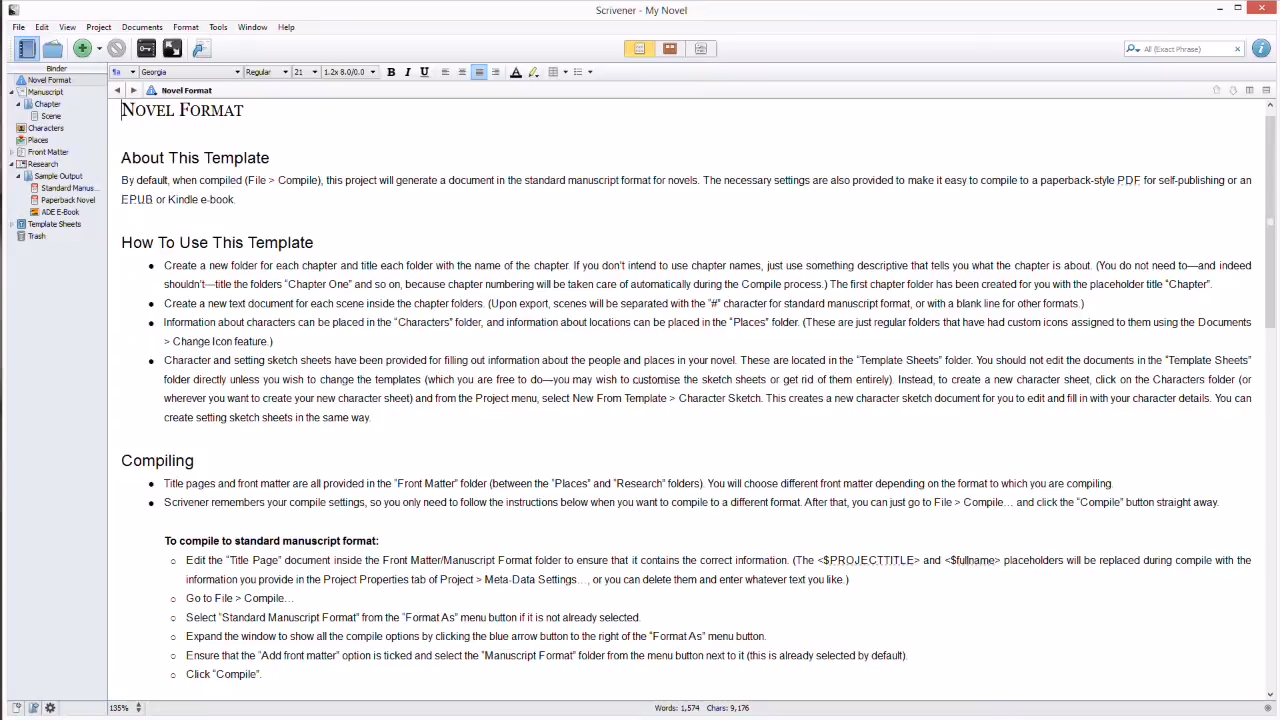 Scrivener - My Novel
File Edit View Project Documents Format Tools Window Help
All (Exact Phrase)
Binder
Novel Format
Manuscript
Chapter
Scene
Characters
Places
Front Matter
Research
Sample Output
Standard Manus...
Paperback Novel
ADE E-Book
Template Sheets
Trash
¶a Georgia Regular 21 1.2x 8.0/0.0 B I U A
Novel Format
NOVEL FORMAT
About This Template
By default, when compiled (File > Compile), this project will generate a document in the standard manuscript format for novels. The necessary settings are also provided to make it easy to compile to a paperback-style PDF for self-publishing or an
EPUB or Kindle e-book.
How To Use This Template
● Create a new folder for each chapter and title each folder with the name of the chapter. If you don't intend to use chapter names, just use something descriptive that tells you what the chapter is about. (You do not need to—and indeed
shouldn't—title the folders “Chapter One” and so on, because chapter numbering will be taken care of automatically during the Compile process.) The first chapter folder has been created for you with the placeholder title “Chapter”.
● Create a new text document for each scene inside the chapter folders. (Upon export, scenes will be separated with the “#” character for standard manuscript format, or with a blank line for other formats.)
● Information about characters can be placed in the “Characters” folder, and information about locations can be placed in the “Places” folder. (These are just regular folders that have had custom icons assigned to them using the Documents
> Change Icon feature.)
● Character and setting sketch sheets have been provided for filling out information about the people and places in your novel. These are located in the “Template Sheets” folder. You should not edit the documents in the “Template Sheets”
folder directly unless you wish to change the templates (which you are free to do—you may wish to customise the sketch sheets or get rid of them entirely). Instead, to create a new character sheet, click on the Characters folder (or
wherever you want to create your new character sheet) and from the Project menu, select New From Template > Character Sketch. This creates a new character sketch document for you to edit and fill in with your character details. You can
create setting sketch sheets in the same way.
Compiling
● Title pages and front matter are all provided in the “Front Matter” folder (between the “Places” and “Research” folders). You will choose different front matter depending on the format to which you are compiling.
● Scrivener remembers your compile settings, so you only need to follow the instructions below when you want to compile to a different format. After that, you can just go to File > Compile… and click the “Compile” button straight away.
To compile to standard manuscript format:
○ Edit the “Title Page” document inside the Front Matter/Manuscript Format folder to ensure that it contains the correct information. (The <$PROJECTTITLE> and <$fullname> placeholders will be replaced during compile with the
information you provide in the Project Properties tab of Project > Meta-Data Settings…, or you can delete them and enter whatever text you like.)
○ Go to File > Compile…
○ Select “Standard Manuscript Format” from the “Format As” menu button if it is not already selected.
○ Expand the window to show all the compile options by clicking the blue arrow button to the right of the “Format As” menu button.
○ Ensure that the “Add front matter” option is ticked and select the “Manuscript Format” folder from the menu button next to it (this is already selected by default).
○ Click “Compile”.
135% Words: 1,574 Chars: 9,176